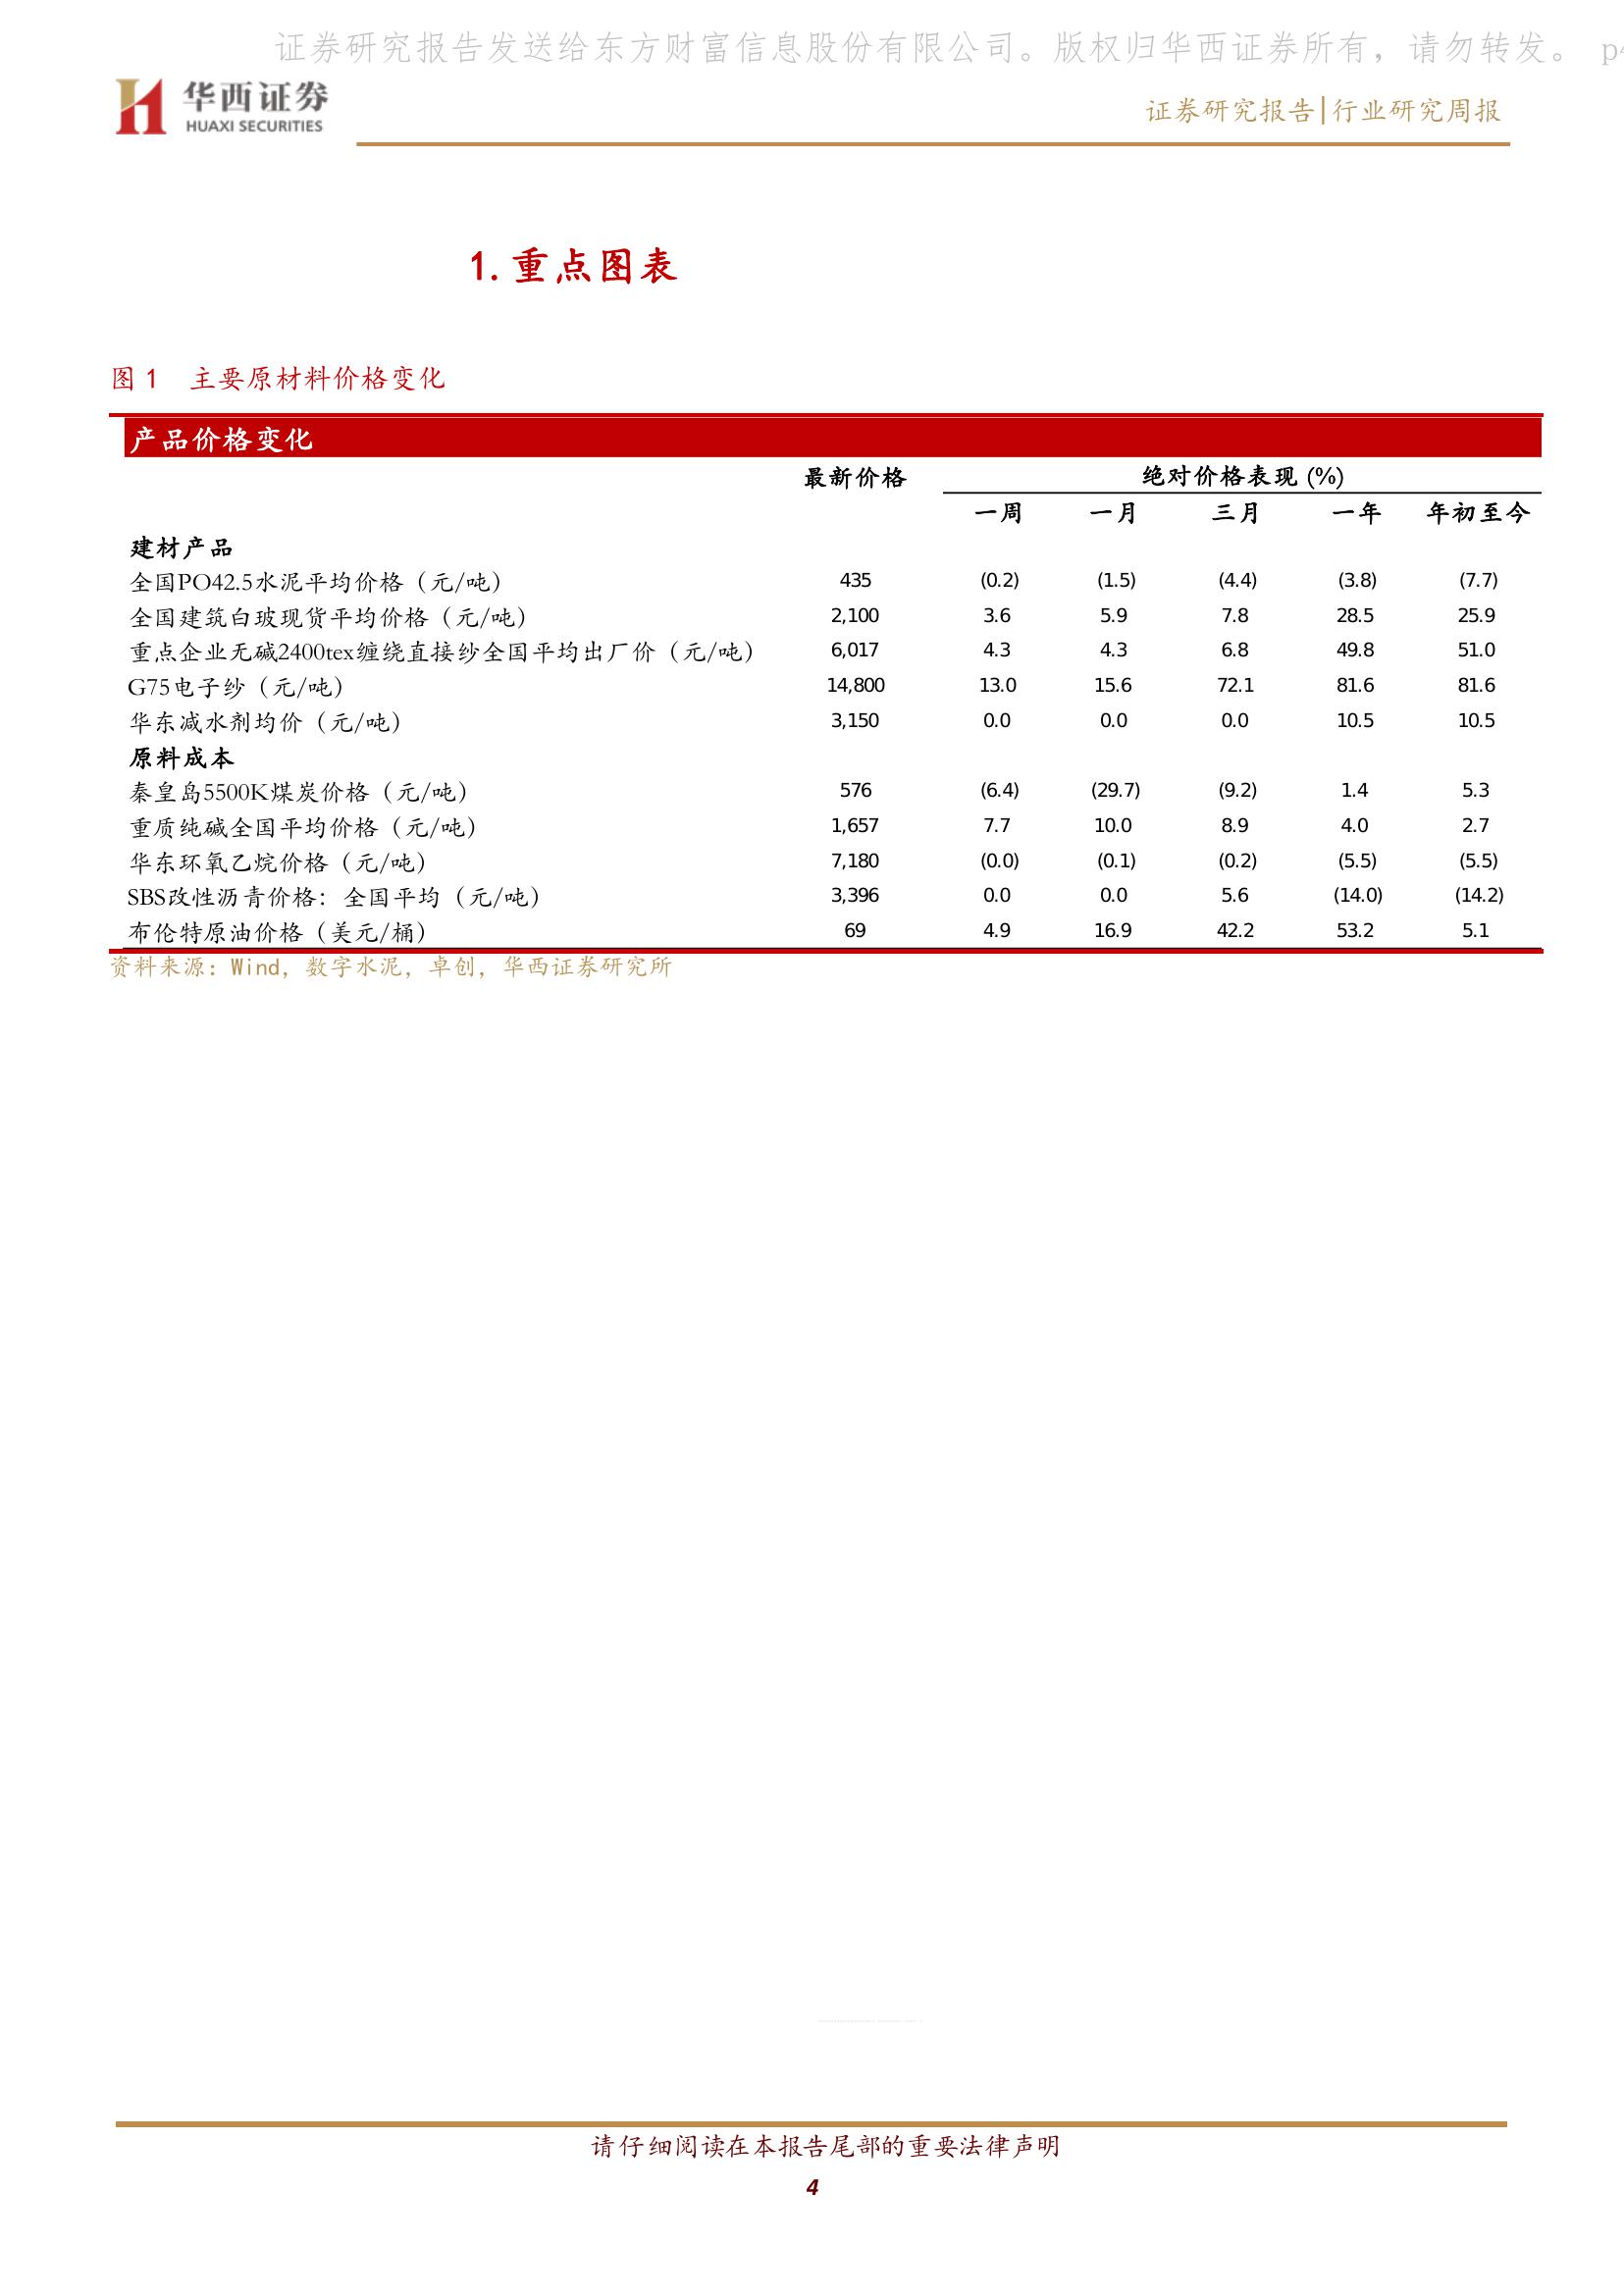 证券研究报告发送给东方财富信息股份有限公司。版权归华西证券所有，请勿转发。 p4
华西证券
HUAXI SECURITIES
证券研究报告|行业研究周报
1.重点图表
图 1 主要原材料价格变化
产品价格变化
最新价格 绝对价格表现 (%)
一周 一月 三月 一年 年初至今
建材产品
全国PO42.5水泥平均价格（元/吨） 435 (0.2) (1.5) (4.4) (3.8) (7.7)
全国建筑白玻现货平均价格（元/吨） 2,100 3.6 5.9 7.8 28.5 25.9
重点企业无碱2400tex缠绕直接纱全国平均出厂价（元/吨） 6,017 4.3 4.3 6.8 49.8 51.0
G75电子纱（元/吨） 14,800 13.0 15.6 72.1 81.6 81.6
华东减水剂均价（元/吨） 3,150 0.0 0.0 0.0 10.5 10.5
原料成本
秦皇岛5500K煤炭价格（元/吨） 576 (6.4) (29.7) (9.2) 1.4 5.3
重质纯碱全国平均价格（元/吨） 1,657 7.7 10.0 8.9 4.0 2.7
华东环氧乙烷价格（元/吨） 7,180 (0.0) (0.1) (0.2) (5.5) (5.5)
SBS改性沥青价格：全国平均（元/吨） 3,396 0.0 0.0 5.6 (14.0) (14.2)
布伦特原油价格（美元/桶） 69 4.9 16.9 42.2 53.2 5.1
资料来源：Wind，数字水泥，卓创，华西证券研究所
请仔细阅读在本报告尾部的重要法律声明
4